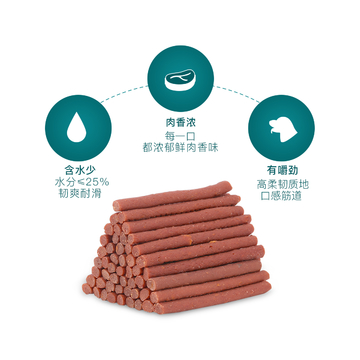 肉香浓
每一口
都浓郁鲜肉香味
含水少
水分≤25%
韧爽耐滑
有嚼劲
高柔韧质地
口感筋道